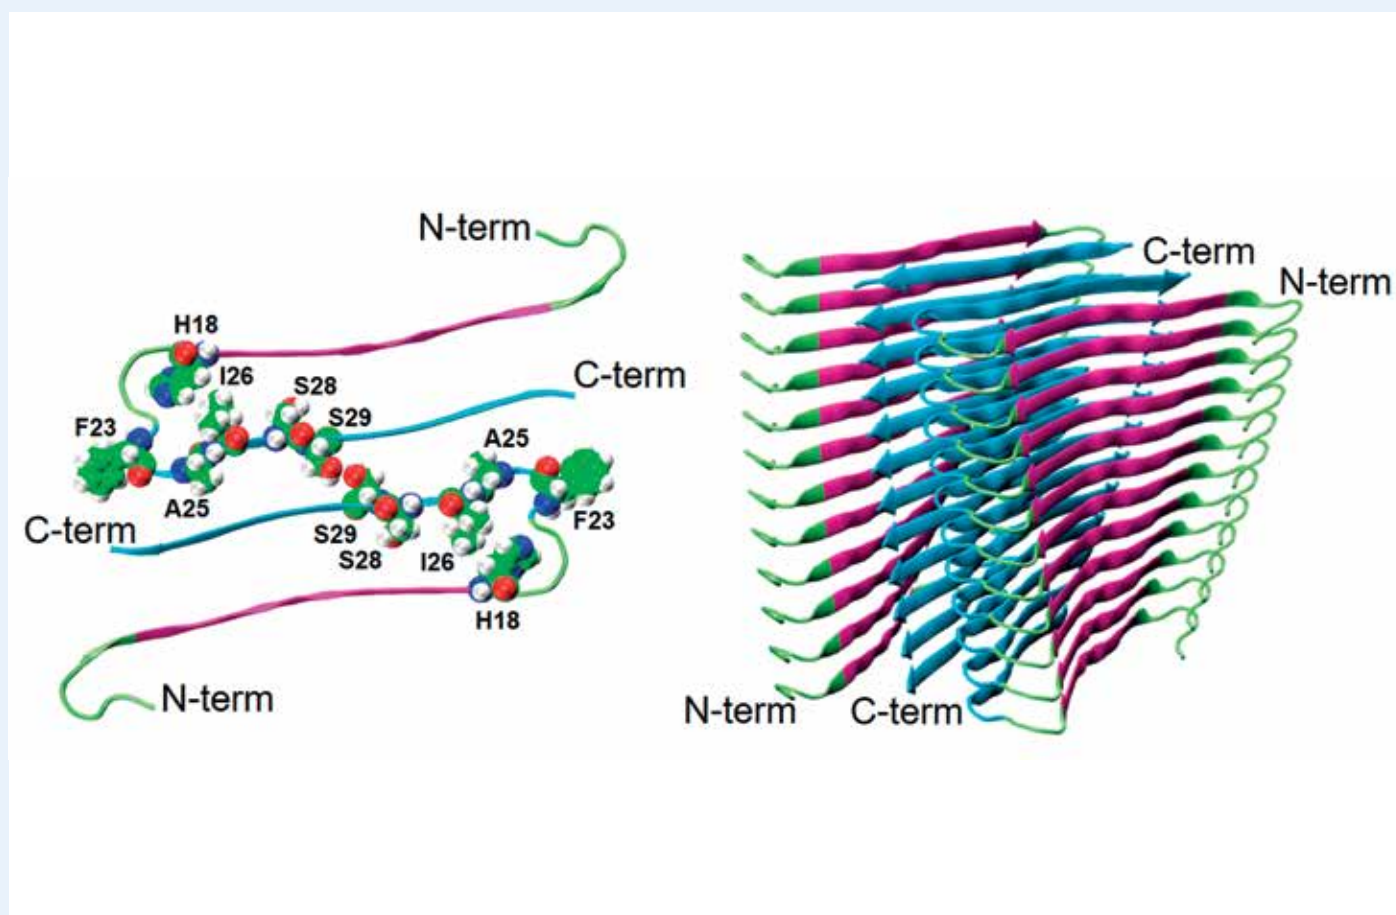 N-term
H18
I26
S28
C-term
S29
F23
A25
A25
C-term
S29
F23
S28
I26
H18
N-term
C-term
N-term
N-term
C-term